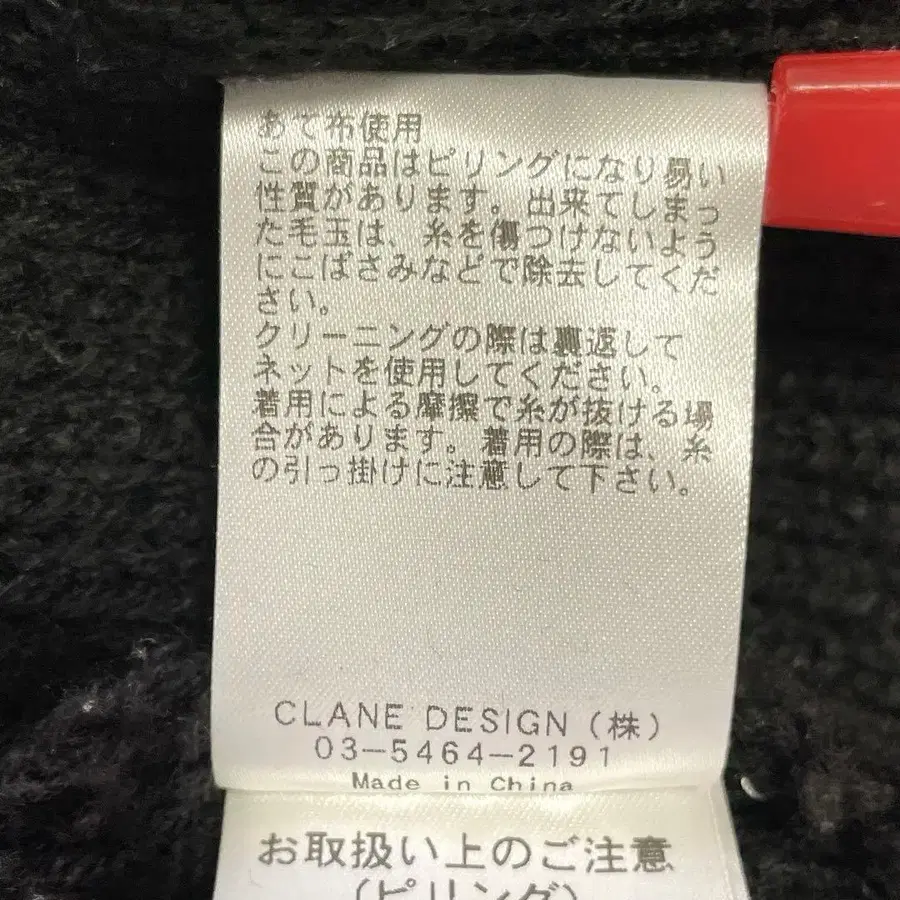 あて布使用
この商品はピリングになり易い
性質があります。出来てしまっ
た毛玉は、糸を傷つけないよう
にこばさみなどで除去してくだ
さい。
クリーニングの際は裏返して
ネットを使用してください。
着用による摩擦で糸が抜ける場
合があります。着用の際は、糸
の引っ掛けに注意して下さい。
CLANE DESIGN（株）
03-5464-2191
Made in China
お取扱い上のご注意
(ピリング)